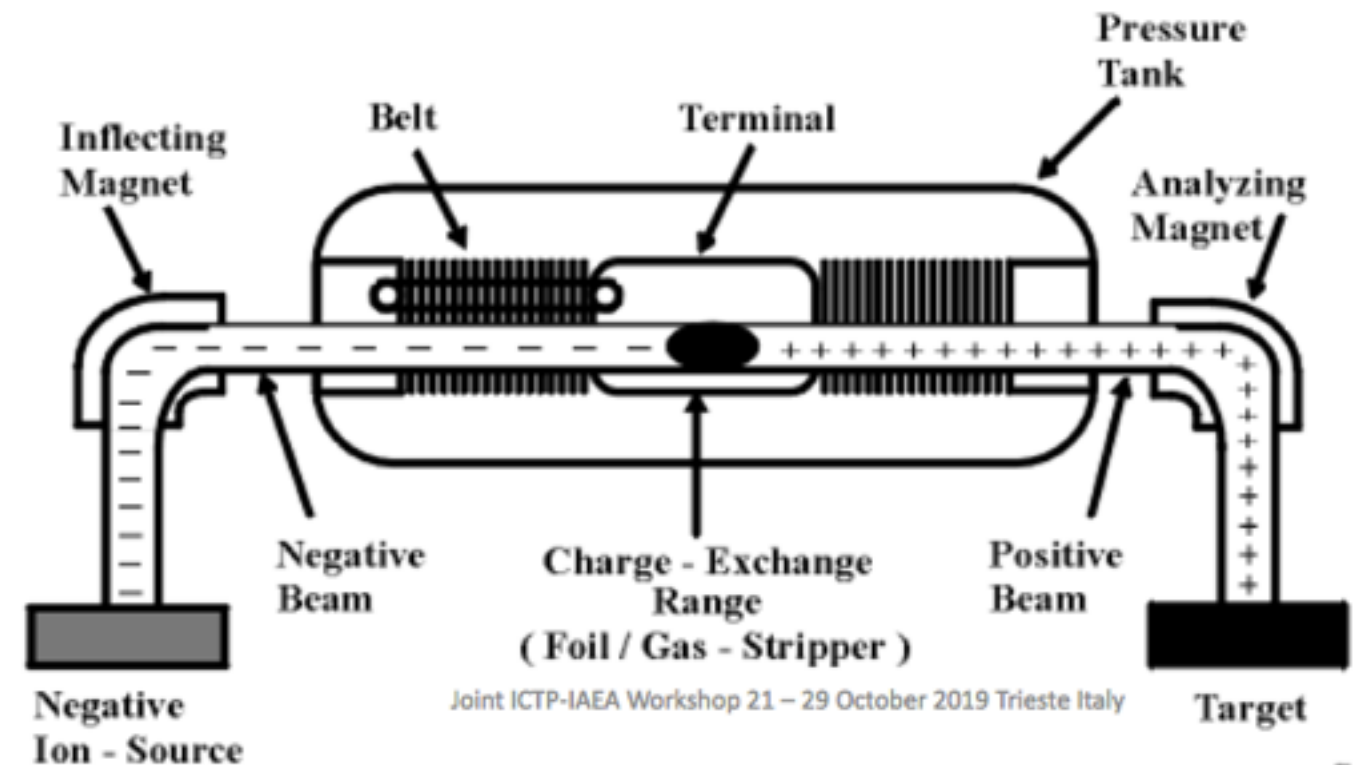 Pressure
Tank
Belt
Terminal
Inflecting
Magnet
Analyzing
Magnet
Negative
Beam
Charge - Exchange
Range
( Foil / Gas - Stripper )
Positive
Beam
Negative
Ion - Source
Joint ICTP-IAEA Workshop 21 – 29 October 2019 Trieste Italy
Target